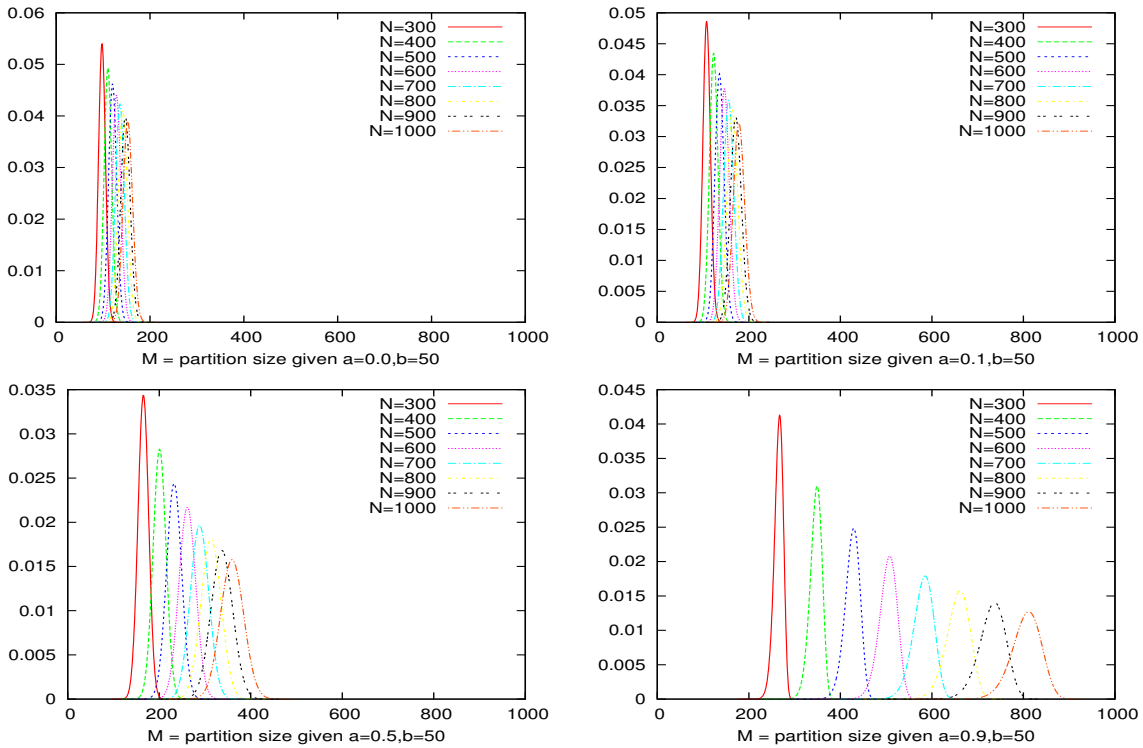 0.06
0.05
0.04
0.03
0.02
0.01
0
0 200 400 600 800 1000
M = partition size given a=0.0,b=50
N=300
N=400
N=500
N=600
N=700
N=800
N=900
N=1000
0.05
0.045
0.04
0.035
0.03
0.025
0.02
0.015
0.01
0.005
0
0 200 400 600 800 1000
M = partition size given a=0.1,b=50
N=300
N=400
N=500
N=600
N=700
N=800
N=900
N=1000
0.035
0.03
0.025
0.02
0.015
0.01
0.005
0
0 200 400 600 800 1000
M = partition size given a=0.5,b=50
N=300
N=400
N=500
N=600
N=700
N=800
N=900
N=1000
0.045
0.04
0.035
0.03
0.025
0.02
0.015
0.01
0.005
0
0 200 400 600 800 1000
M = partition size given a=0.9,b=50
N=300
N=400
N=500
N=600
N=700
N=800
N=900
N=1000